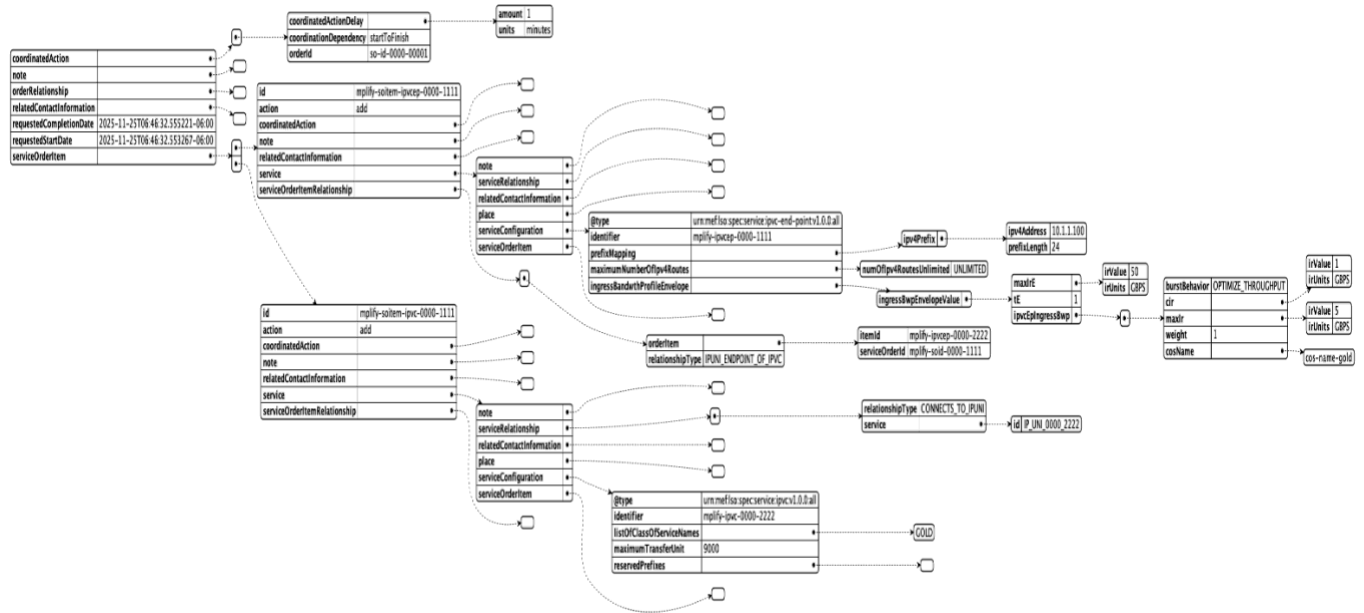 coordinatedActionDelay
coordinationDependency startToFinish
orderId so-id-0000-00001
amount 1
units minutes
coordinatedAction
note
orderRelationship
relatedContactInformation
requestedCompletionDate 2025-11-25T06:46:32.555221-06:00
requestedStartDate 2025-11-25T06:46:32.553267-06:00
serviceOrderItem
id mplify-soitem-ipvcep-0000-1111
action add
coordinatedAction
note
relatedContactInformation
service
serviceOrderItemRelationship
note
serviceRelationship
relatedContactInformation
place
serviceConfiguration
serviceOrderItem
@type urn:mef:lso:spec:service:ipvc-end-point:v1.0.0:all
identifier mplify-ipvcep-0000-1111
prefixMapping
maximumNumberOfIpv4Routes
ingressBandwthProfileEnvelope
ipv4Prefix
ipv4Address 10.1.1.100
prefixLength 24
numOfIpv4RoutesUnlimited UNLIMITED
ingressBwpEnvelopeValue
maxIrE
tE 1
ipvcEpIngressBwp
irValue 50
irUnits GBPS
burstBehavior OPTIMIZE_THROUGHPUT
cir
maxIr
weight 1
cosName
irValue 1
irUnits GBPS
irValue 5
irUnits GBPS
cos-name-gold
orderItem
relationshipType IPUNI_ENDPOINT_OF_IPVC
itemId mplify-ipvcep-0000-2222
serviceOrderId mplify-soid-0000-1111
id mplify-soitem-ipvc-0000-1111
action add
coordinatedAction
note
relatedContactInformation
service
serviceOrderItemRelationship
note
serviceRelationship
relatedContactInformation
place
serviceConfiguration
serviceOrderItem
relationshipType CONNECTS_TO_IPUNI
service
id IP_UNI_0000_2222
@type urn:mef:lso:spec:service:ipvc:v1.0.0:all
identifier mplify-ipvc-0000-2222
listOfClassOfServiceNames
maximumTransferUnit 9000
reservedPrefixes
GOLD